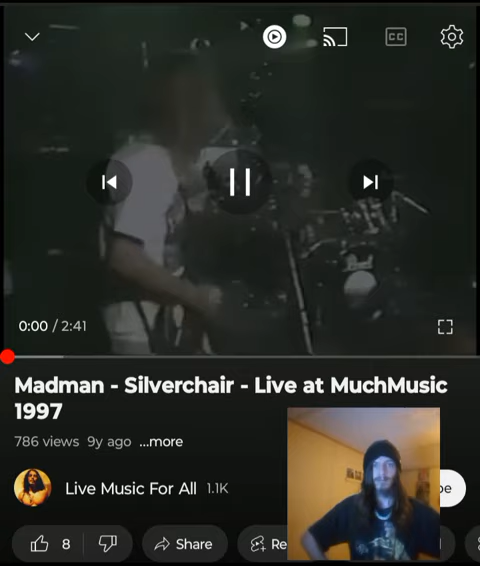 CC
0:00 / 2:41
Madman - Silverchair - Live at MuchMusic
1997
786 views 9y ago ...more
Live Music For All 1.1K
8 Share